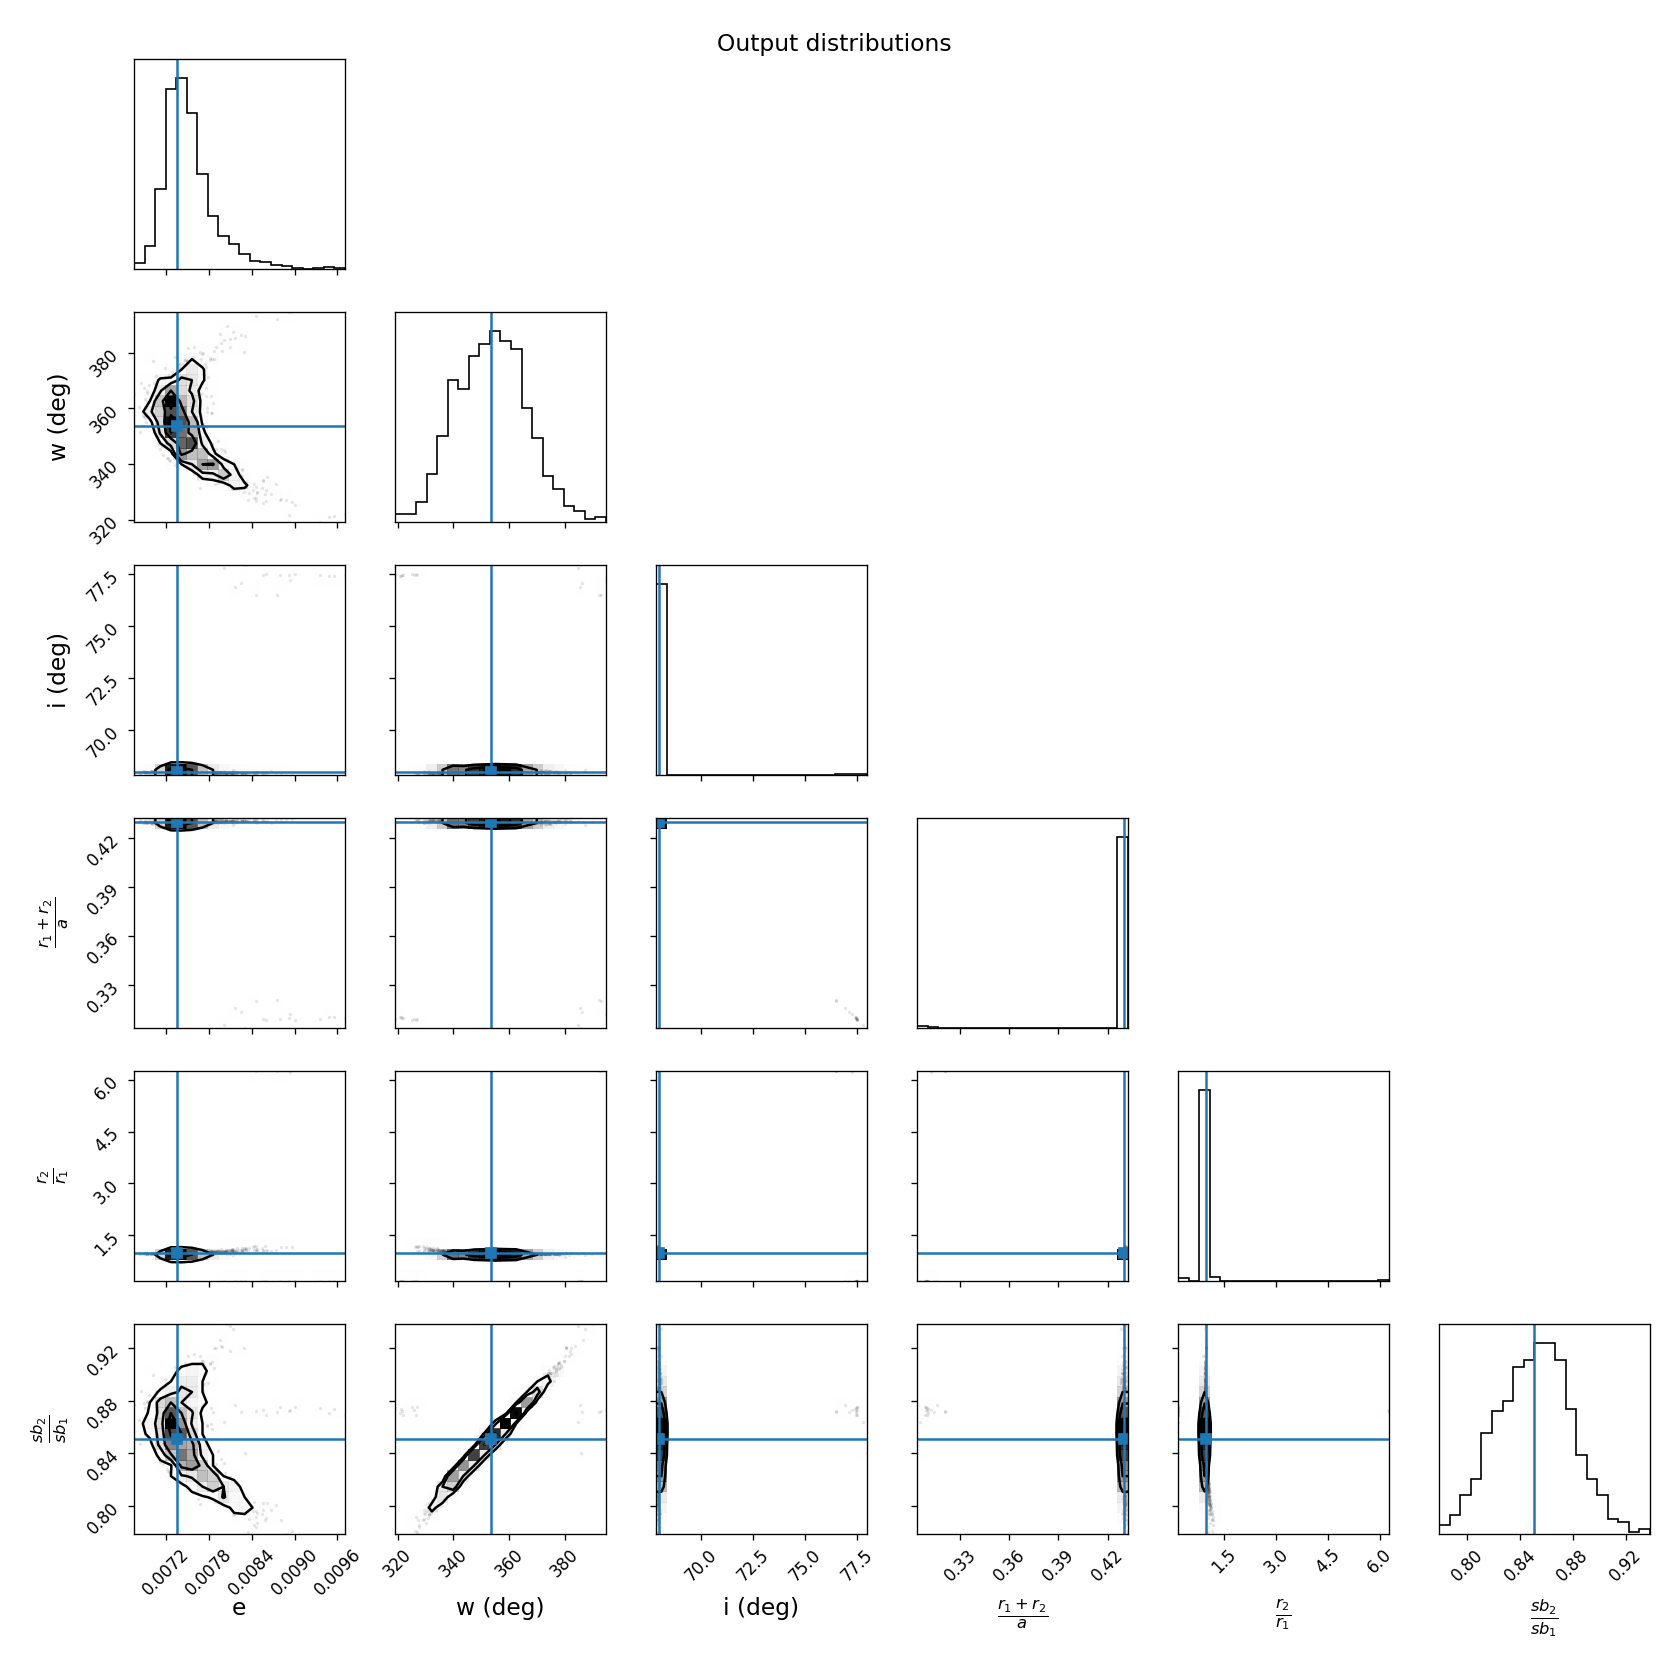 Output distributions
w (deg)
380
360
340
320
i (deg)
77.5
75.0
72.5
70.0
r₁ + r₂
a
0.42
0.39
0.36
0.33
r₂
r₁
6.0
4.5
3.0
1.5
sb₂
sb₁
0.92
0.88
0.84
0.80
0.0072 0.0078 0.0084 0.0090 0.0096
320 340 360 380
70.0 72.5 75.0 77.5
0.33 0.36 0.39 0.42
1.5 3.0 4.5 6.0
0.80 0.84 0.88 0.92
e
w (deg)
i (deg)
r₁ + r₂
a
r₂
r₁
sb₂
sb₁